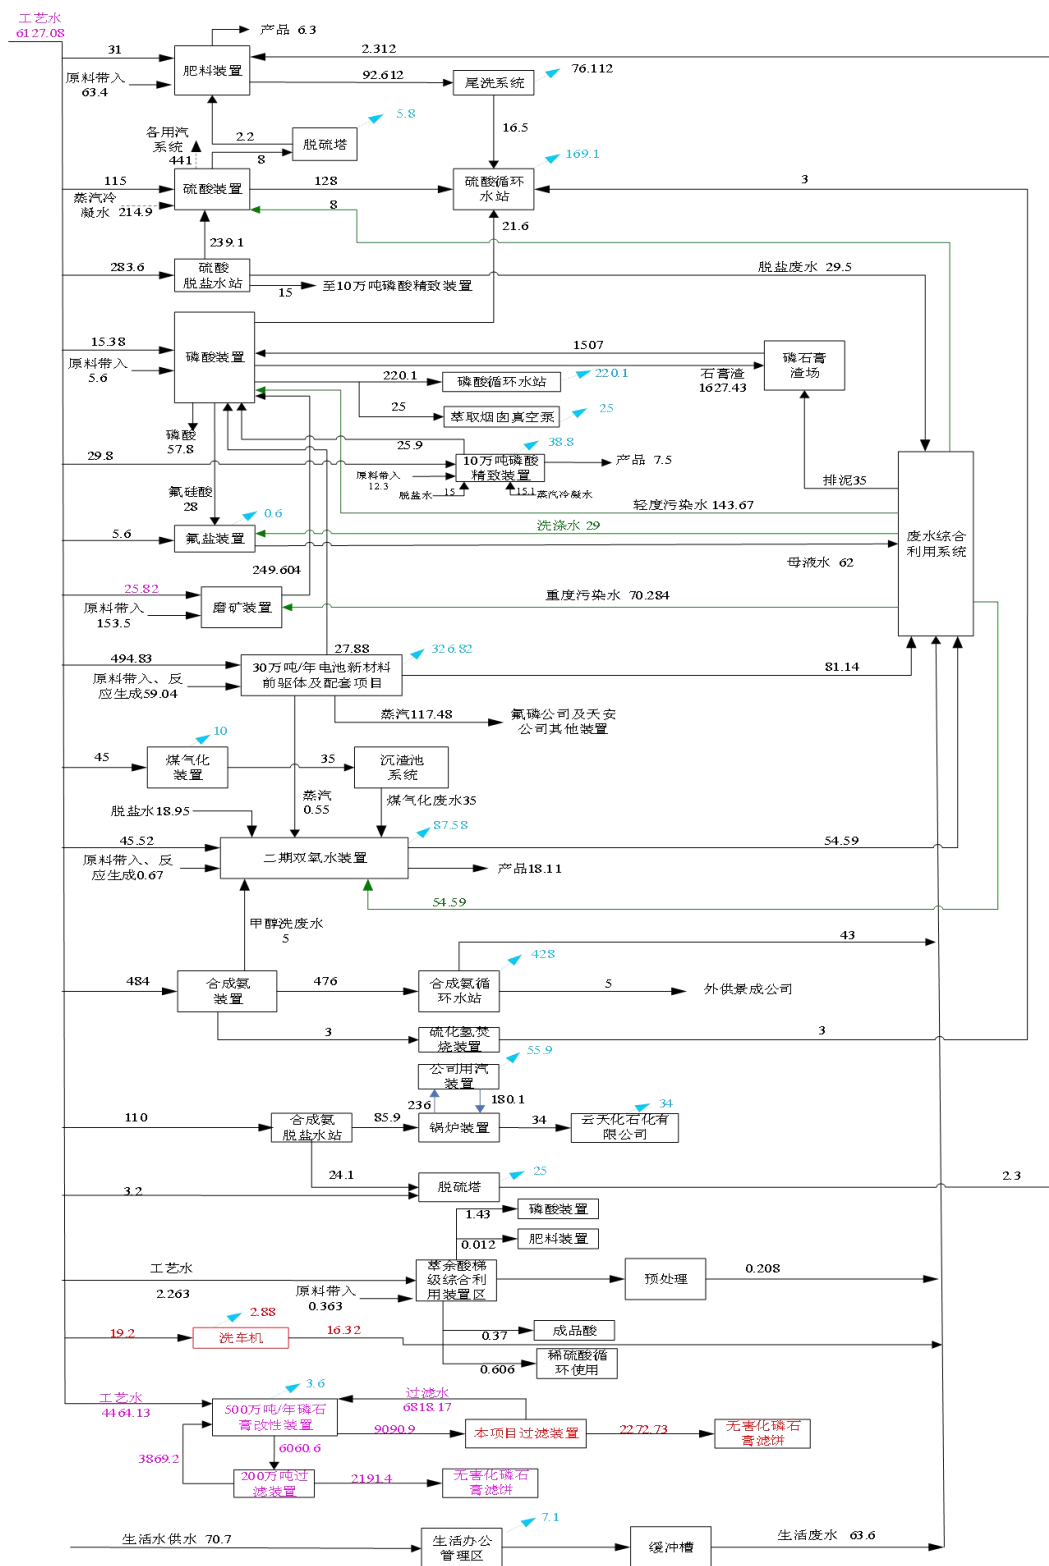 工艺水
6127.08
产品 6.3
31
2.312
肥料装置
原料带入
63.4
92.612
尾洗系统
76.112
各用汽
系统
441
2.2
脱硫塔
5.8
16.5
8
169.1
115
硫酸装置
128
硫酸循环
水站
3
蒸汽冷
凝水
214.9
8
21.6
239.1
283.6
硫酸
脱盐水站
脱盐废水 29.5
15
至10万吨磷酸精致装置
15.38
磷酸装置
1507
磷石膏
渣场
原料带入
5.6
220.1
磷酸循环水站
220.1
石膏渣
1627.43
25
萃取烟囱真空泵
25
磷酸
57.8
25.9
38.8
29.8
10万吨磷酸
精致装置
产品 7.5
原料带入
12.3
脱盐水
15
15.1
蒸汽冷凝水
排泥35
氟硅酸
28
轻度污染水 143.67
0.6
洗涤水 29
废水综合
利用系统
5.6
氟盐装置
母液水 62
249.604
25.82
磨矿装置
重度污染水 70.284
原料带入
153.5
27.88
326.82
494.83
30万吨/年电池新材料
前驱体及配套项目
81.14
原料带入、反
应生成59.04
蒸汽117.48
氟磷公司及天安
公司其他装置
10
45
煤气化
装置
35
沉渣池
系统
蒸汽
0.55
煤气化废水35
脱盐水18.95
87.58
45.52
二期双氧水装置
54.59
原料带入、反
应生成0.67
产品18.11
54.59
甲醇洗废水
5
43
428
484
合成氨
装置
476
合成氨循
环水站
5
外供景成公司
3
硫化氢焚
烧装置
3
55.9
公司用汽
装置
236
180.1
34
110
合成氨
脱盐水站
85.9
锅炉装置
34
云天化石化有
限公司
24.1
25
3.2
脱硫塔
2.3
1.43
磷酸装置
0.012
肥料装置
工艺水
2.263
萃余酸梯
级综合利
用装置区
预处理
0.208
原料带入
0.363
2.88
19.2
洗车机
16.32
0.37
成品酸
0.606
稀硫酸循
环使用
3.6
工艺水
4464.13
过滤水
6818.17
500万吨/年磷石
膏改性装置
9090.9
本项目过滤装置
2272.73
无害化磷石
膏滤饼
3869.2
6060.6
200万吨过
滤装置
2191.4
无害化磷石
膏滤饼
7.1
生活水供水 70.7
生活办公
管理区
缓冲槽
生活废水 63.6